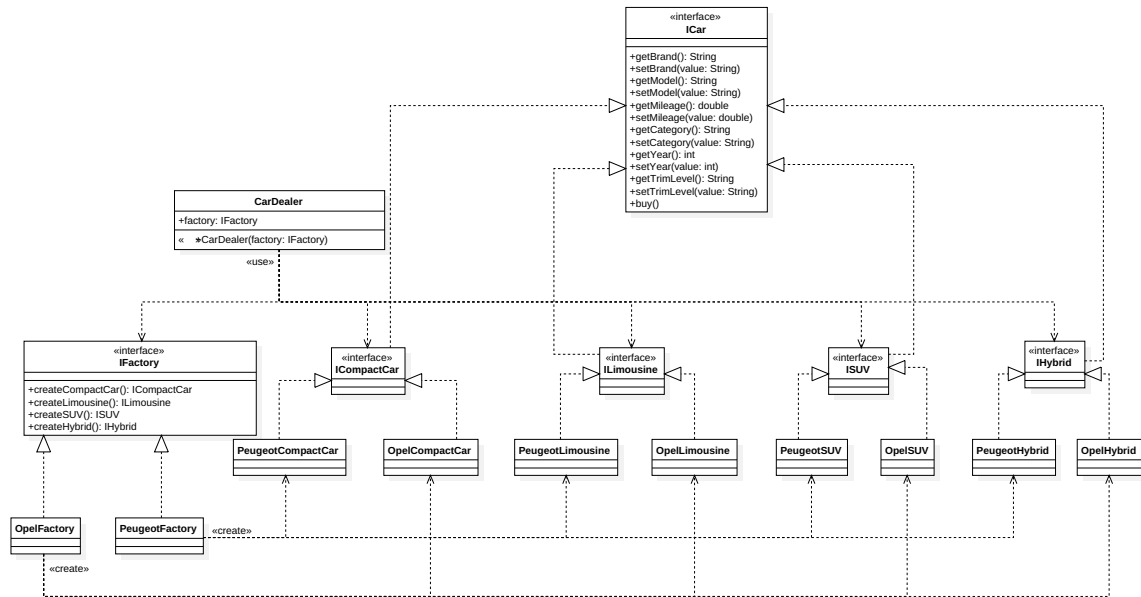 «interface»
ICar
+getBrand(): String
+setBrand(value: String)
+getModel(): String
+setModel(value: String)
+getMileage(): double
+setMileage(value: double)
+getCategory(): String
+setCategory(value: String)
+getYear(): int
+setYear(value: int)
+getTrimLevel(): String
+setTrimLevel(value: String)
+buy()
CarDealer
+factory: IFactory
« +CarDealer(factory: IFactory)
«use»
«interface»
IFactory
+createCompactCar(): ICompactCar
+createLimousine(): ILimousine
+createSUV(): ISUV
+createHybrid(): IHybrid
«interface»
ICompactCar
«interface»
ILimousine
«interface»
ISUV
«interface»
IHybrid
PeugeotCompactCar
OpelCompactCar
PeugeotLimousine
OpelLimousine
PeugeotSUV
OpelSUV
PeugeotHybrid
OpelHybrid
OpelFactory
PeugeotFactory
«create»
«create»